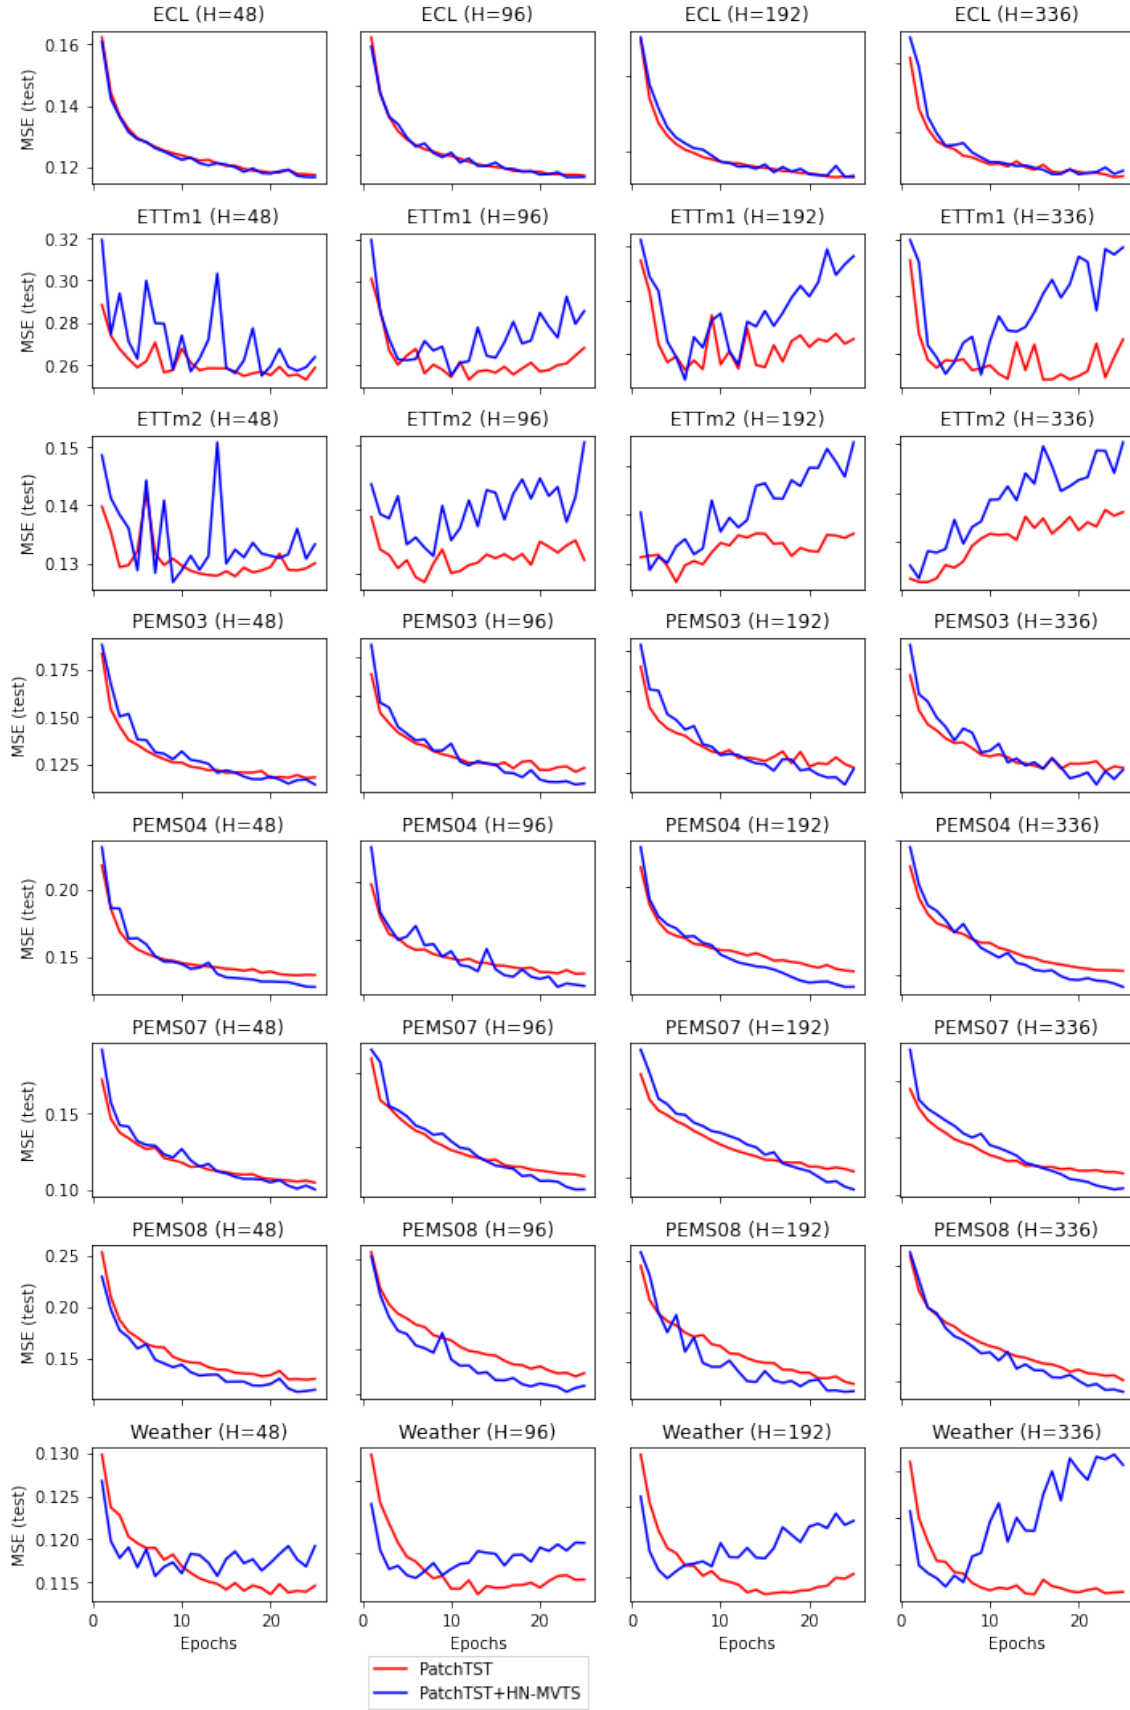 ECL (H=48) ECL (H=96) ECL (H=192) ECL (H=336)
MSE (test)
0.16
0.14
0.12
0 10 20
ETTm1 (H=48) ETTm1 (H=96) ETTm1 (H=192) ETTm1 (H=336)
MSE (test)
0.32
0.30
0.28
0.26
ETTm2 (H=48) ETTm2 (H=96) ETTm2 (H=192) ETTm2 (H=336)
MSE (test)
0.15
0.14
0.13
PEMS03 (H=48) PEMS03 (H=96) PEMS03 (H=192) PEMS03 (H=336)
MSE (test)
0.175
0.150
0.125
PEMS04 (H=48) PEMS04 (H=96) PEMS04 (H=192) PEMS04 (H=336)
MSE (test)
0.20
0.15
PEMS07 (H=48) PEMS07 (H=96) PEMS07 (H=192) PEMS07 (H=336)
MSE (test)
0.15
0.10
PEMS08 (H=48) PEMS08 (H=96) PEMS08 (H=192) PEMS08 (H=336)
MSE (test)
0.25
0.20
0.15
Weather (H=48) Weather (H=96) Weather (H=192) Weather (H=336)
MSE (test)
0.130
0.125
0.120
0.115
0 10 20 0 10 20 0 10 20 0 10 20
Epochs Epochs Epochs Epochs
PatchTST
PatchTST+HN-MVTS